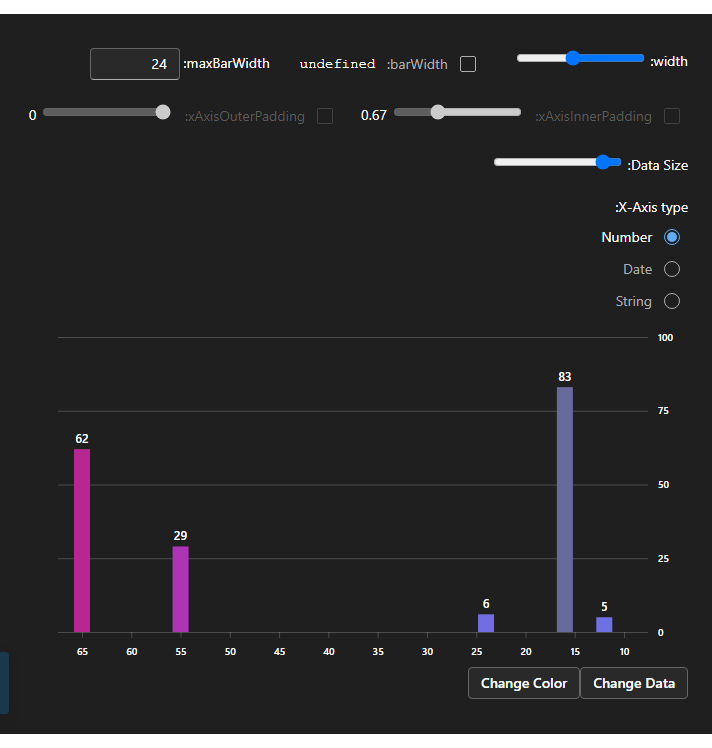 :width
undefined :barWidth
24 :maxBarWidth
:xAxisInnerPadding
0.67
:xAxisOuterPadding
0
:Data Size
:X-Axis type
Number
Date
String
100
83
75
62
50
29
25
6
5
0
65 60 55 50 45 40 35 30 25 20 15 10
Change Color Change Data